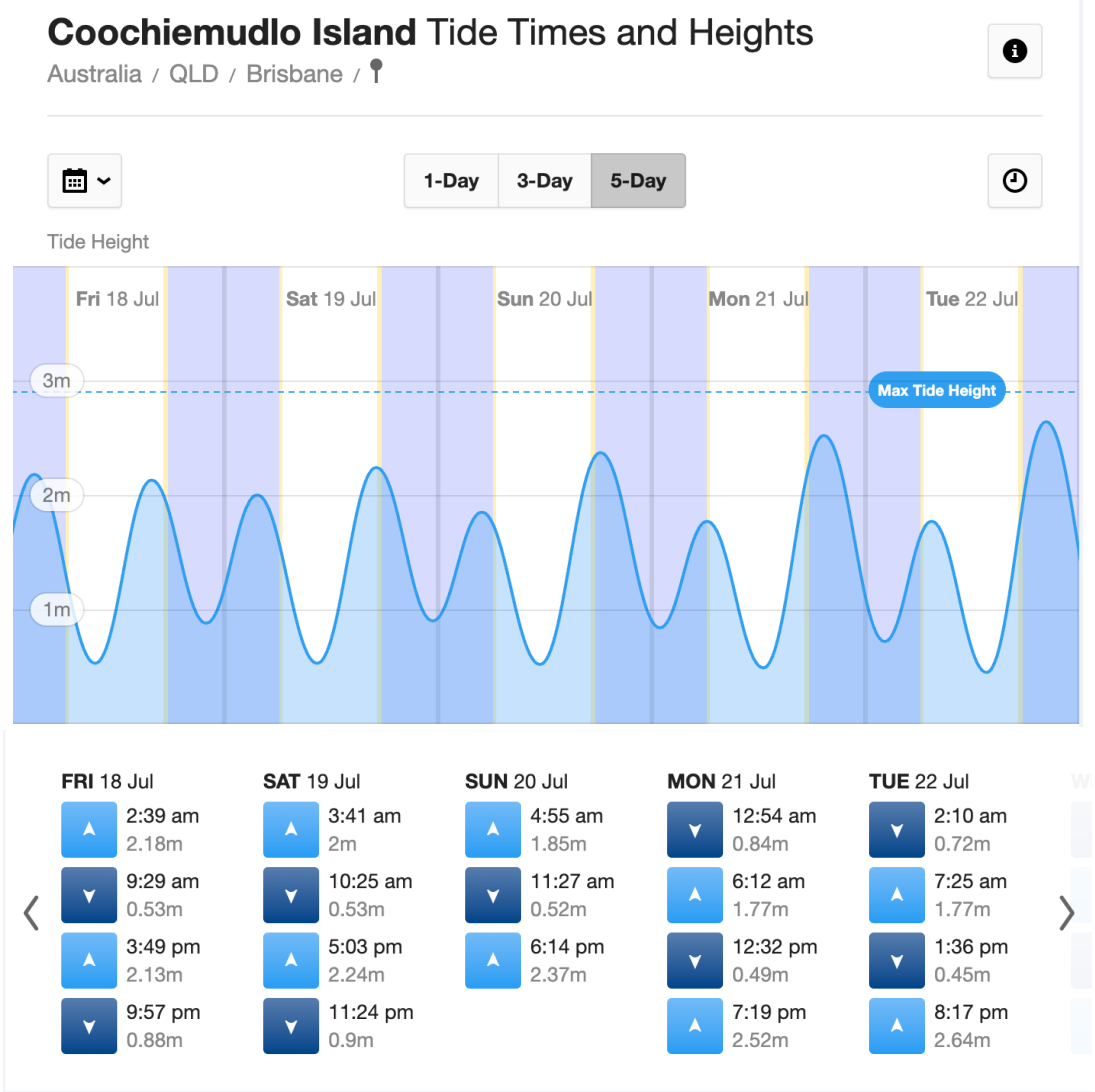 Coochiemudlo Island Tide Times and Heights
Australia / QLD / Brisbane /
1-Day 3-Day 5-Day
Tide Height
Fri 18 Jul Sat 19 Jul Sun 20 Jul Mon 21 Jul Tue 22 Jul
3m
Max Tide Height
2m
1m
FRI 18 Jul
2:39 am
2.18m
9:29 am
0.53m
3:49 pm
2.13m
9:57 pm
0.88m
SAT 19 Jul
3:41 am
2m
10:25 am
0.53m
5:03 pm
2.24m
11:24 pm
0.9m
SUN 20 Jul
4:55 am
1.85m
11:27 am
0.52m
6:14 pm
2.37m
MON 21 Jul
12:54 am
0.84m
6:12 am
1.77m
12:32 pm
0.49m
7:19 pm
2.52m
TUE 22 Jul
2:10 am
0.72m
7:25 am
1.77m
1:36 pm
0.45m
8:17 pm
2.64m